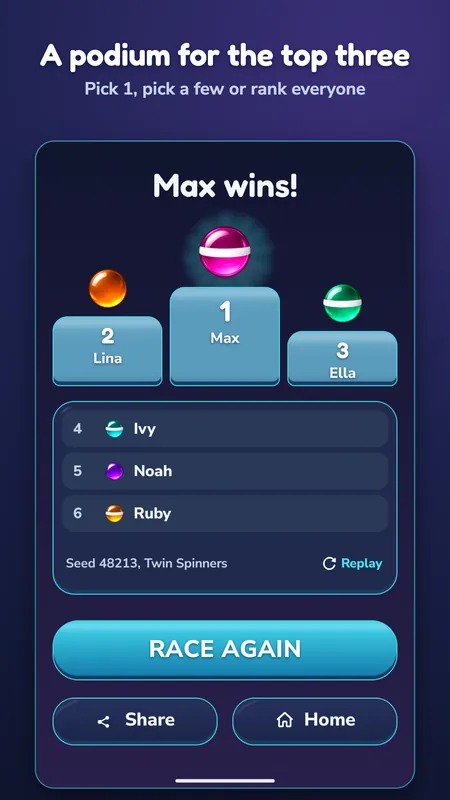 A podium for the top three
Pick 1, pick a few or rank everyone
Max wins!
1
Max
2
Lina
3
Ella
4 Ivy
5 Noah
6 Ruby
Seed 48213, Twin Spinners Replay
RACE AGAIN
Share Home